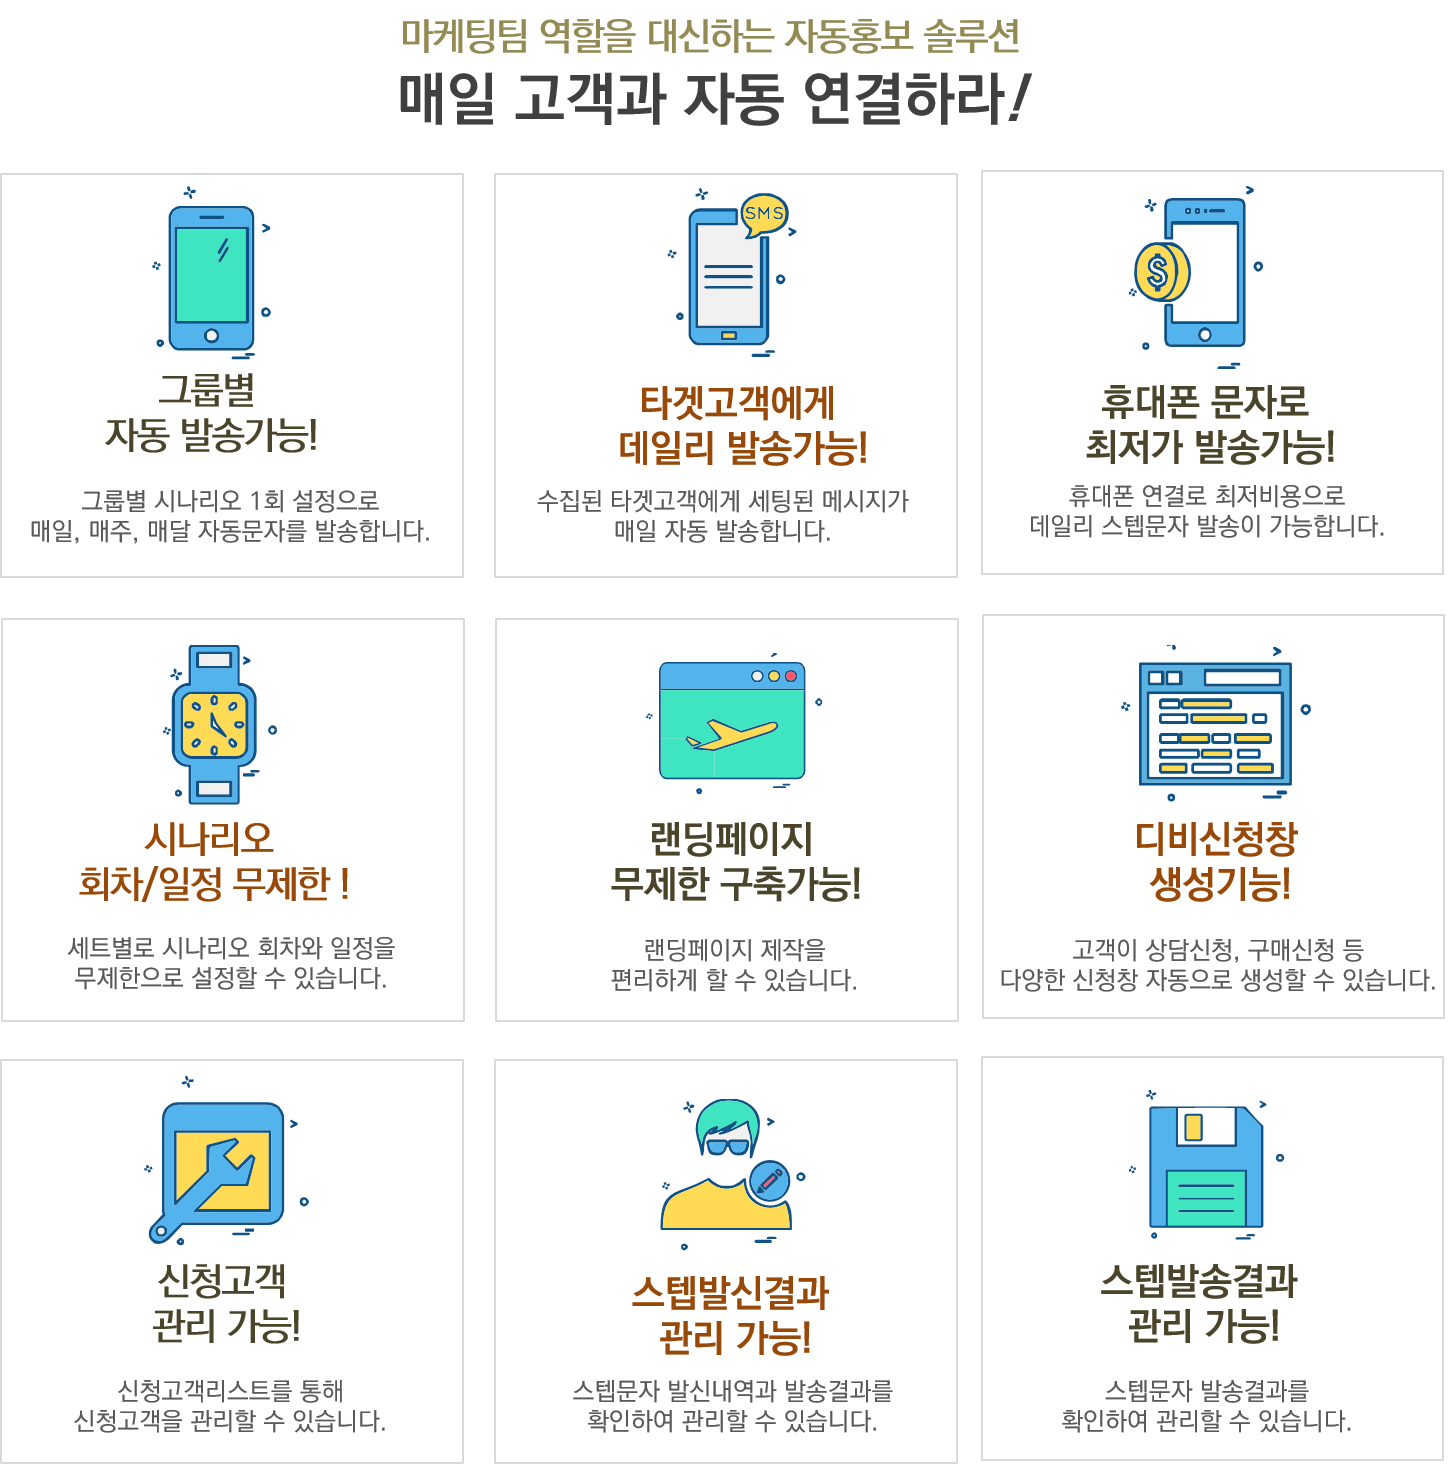 마케팅팀 역할을 대신하는 자동홍보 솔루션
매일 고객과 자동 연결하라!
그룹별
자동 발송가능!
그룹별 시나리오 1회 설정으로
매일, 매주, 매달 자동문자를 발송합니다.
SMS
타겟고객에게
데일리 발송가능!
수집된 타겟고객에게 세팅된 메시지가
매일 자동 발송합니다.
$
휴대폰 문자로
최저가 발송가능!
휴대폰 연결로 최저비용으로
데일리 스텝문자 발송이 가능합니다.
시나리오
회차/일정 무제한 !
세트별로 시나리오 회차와 일정을
무제한으로 설정할 수 있습니다.
랜딩페이지
무제한 구축가능!
랜딩페이지 제작을
편리하게 할 수 있습니다.
디비신청창
생성기능!
고객이 상담신청, 구매신청 등
다양한 신청창 자동으로 생성할 수 있습니다.
신청고객
관리 가능!
신청고객리스트를 통해
신청고객을 관리할 수 있습니다.
스텝발신결과
관리 가능!
스텝문자 발신내역과 발송결과를
확인하여 관리할 수 있습니다.
스텝발송결과
관리 가능!
스텝문자 발송결과를
확인하여 관리할 수 있습니다.